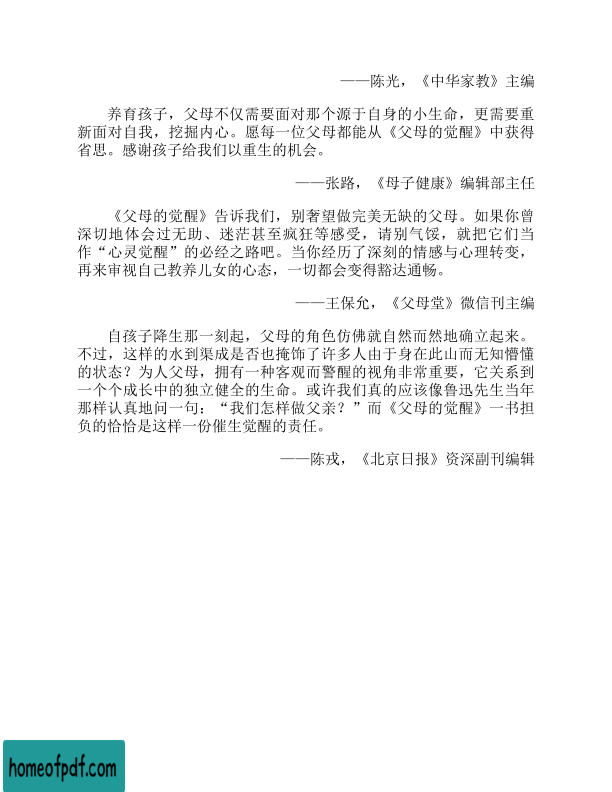 ——陈光，《中华家教》主编
养育孩子，父母不仅需要面对那个源于自身的小生命，更需要重
新面对自我，挖掘内心。愿每一位父母都能从《父母的觉醒》中获得
省思。感谢孩子给我们以重生的机会。
——张路，《母子健康》编辑部主任
《父母的觉醒》告诉我们，别奢望做完美无缺的父母。如果你曾
深切地体会过无助、迷茫甚至疯狂等感受，请别气馁，就把它们当
作“心灵觉醒”的必经之路吧。当你经历了深刻的情感与心理转变，
再来审视自己教养儿女的心态，一切都会变得豁达通畅。
——王保允，《父母堂》微信刊主编
自孩子降生那一刻起，父母的角色仿佛就自然而然地确立起来。
不过，这样的水到渠成是否也掩饰了许多人由于身在此山而无知懵懂
的状态？为人父母，拥有一种客观而警醒的视角非常重要，它关系到
一个个成长中的独立健全的生命。或许我们真的应该像鲁迅先生当年
那样认真地问一句：“我们怎样做父亲？”而《父母的觉醒》一书担
负的恰恰是这样一份催生觉醒的责任。
——陈戎，《北京日报》资深副刊编辑
homeofpdf.com